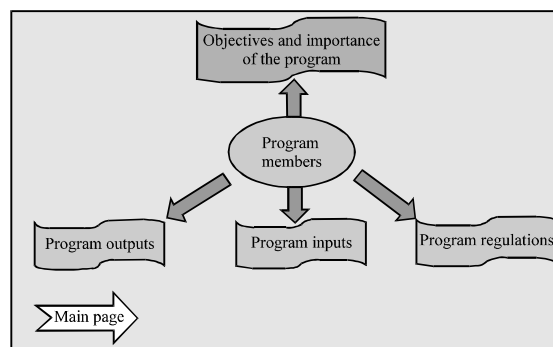 Objectives and importance
of the program
Program
members
Program outputs
Program inputs
Program regulations
Main page